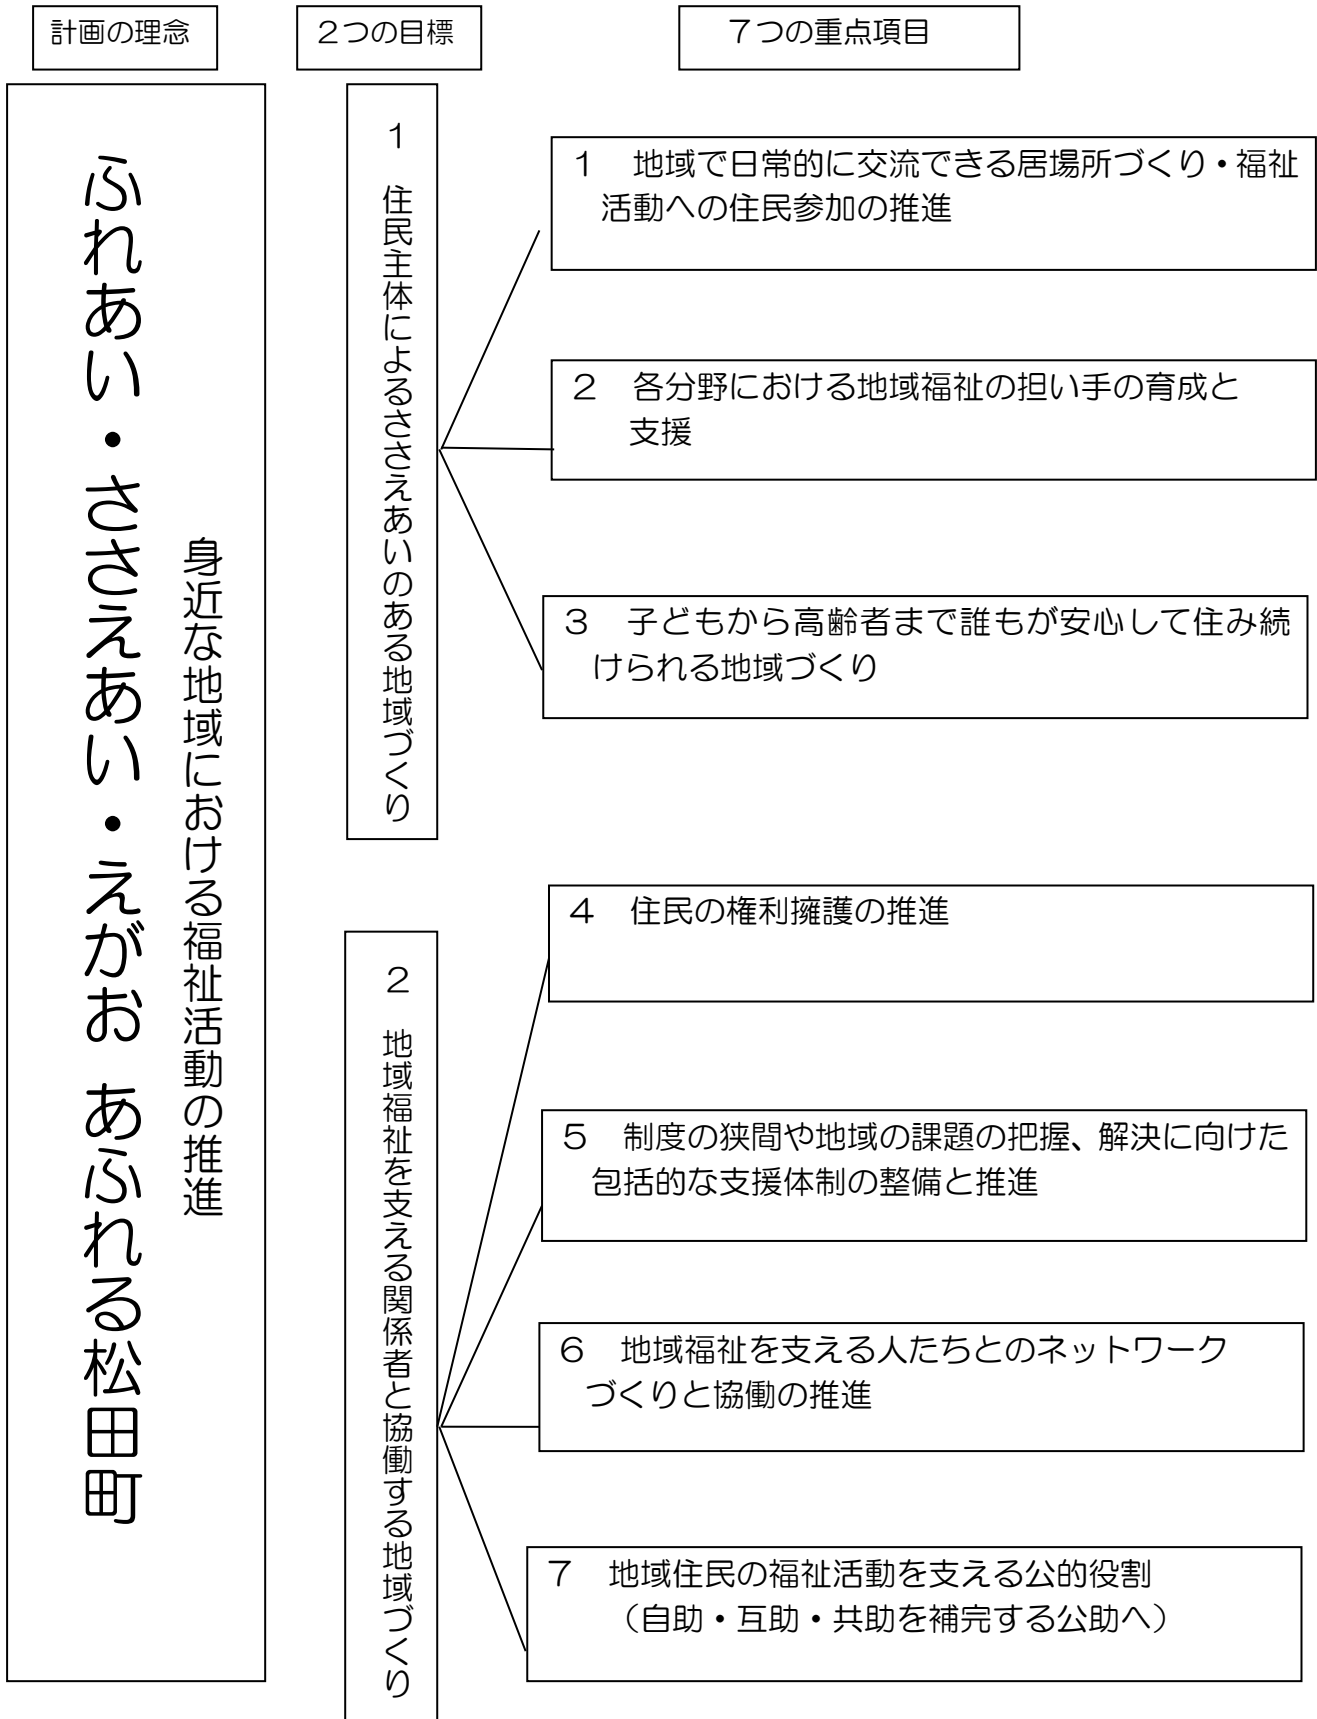 計画の理念
2つの目標
7つの重点項目
身近な地域における福祉活動の推進
ふれあい・ささえあい・えがお あふれる松田町
1 住民主体によるささえあいのある地域づくり
1 地域で日常的に交流できる居場所づくり・福祉
活動への住民参加の推進
2 各分野における地域福祉の担い手の育成と
支援
3 子どもから高齢者まで誰もが安心して住み続
けられる地域づくり
2 地域福祉を支える関係者と協働する地域づくり
4 住民の権利擁護の推進
5 制度の狭間や地域の課題の把握、解決に向けた
包括的な支援体制の整備と推進
6 地域福祉を支える人たちとのネットワーク
づくりと協働の推進
7 地域住民の福祉活動を支える公的役割
（自助・互助・共助を補完する公助へ）